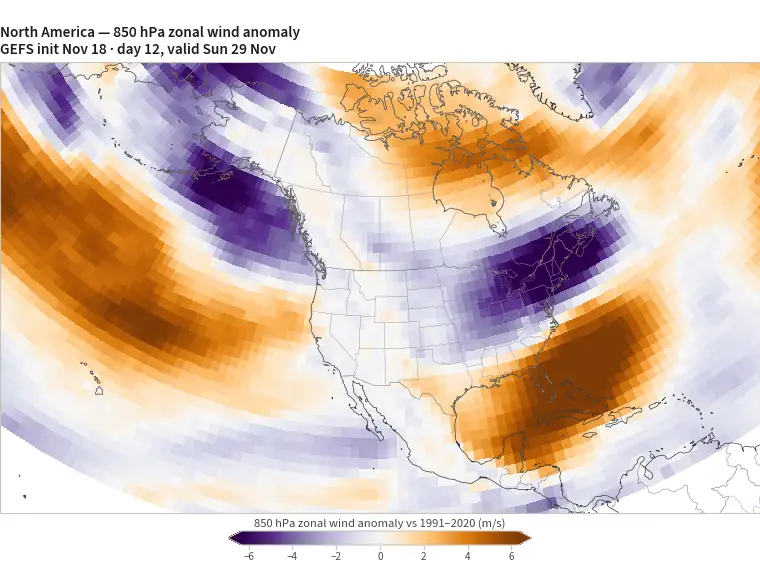 North America — 850 hPa zonal wind anomaly
GEFS init Nov 18 · day 12, valid Sun 29 Nov
850 hPa zonal wind anomaly vs 1991–2020 (m/s)
−6 −4 −2 0 2 4 6